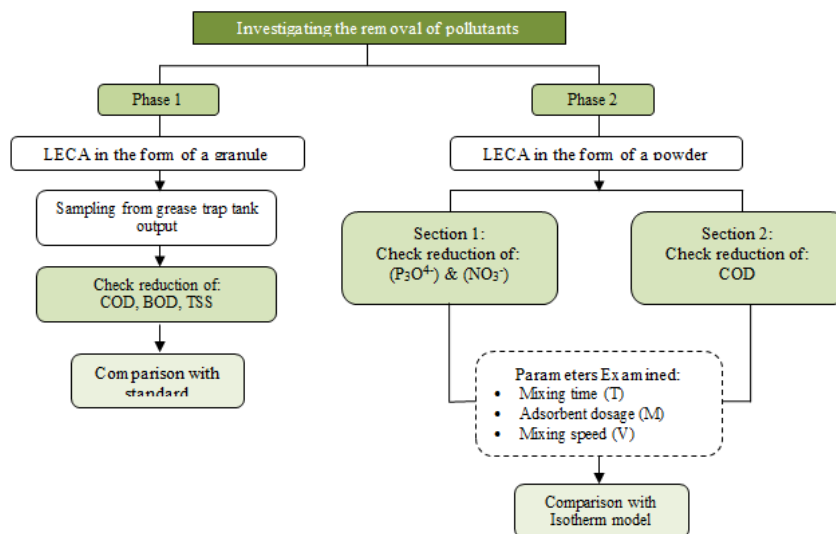 Investigating the removal of pollutants
Phase 1
LECA in the form of a granule
Sampling from grease trap tank
output
Check reduction of:
COD, BOD, TSS
Comparison with
standard
Phase 2
LECA in the form of a powder
Section 1:
Check reduction of:
(P₃O⁴⁻) & (NO₃⁻)
Section 2:
Check reduction of:
COD
Parameters Examined:
• Mixing time (T)
• Adsorbent dosage (M)
• Mixing speed (V)
Comparison with
Isotherm model